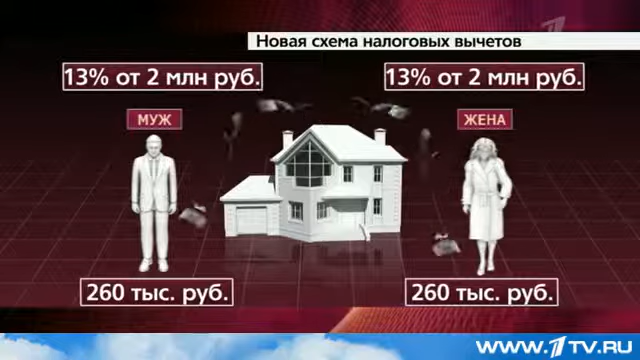 Новая схема налоговых вычетов
13% от 2 млн руб.
13% от 2 млн руб.
МУЖ
ЖЕНА
260 тыс. руб.
260 тыс. руб.
WWW.1TV.RU